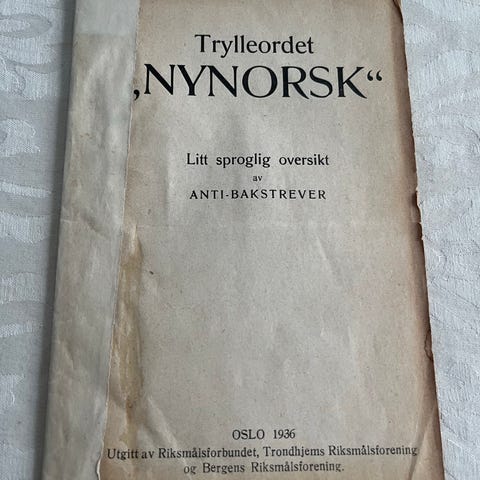 Trylleordet
„NYNORSK“
Litt sproglig oversikt
av
ANTI-BAKSTREVER
OSLO 1936
Utgitt av Riksmålsforbundet, Trondhjems Riksmålsforening
og Bergens Riksmålsforening.